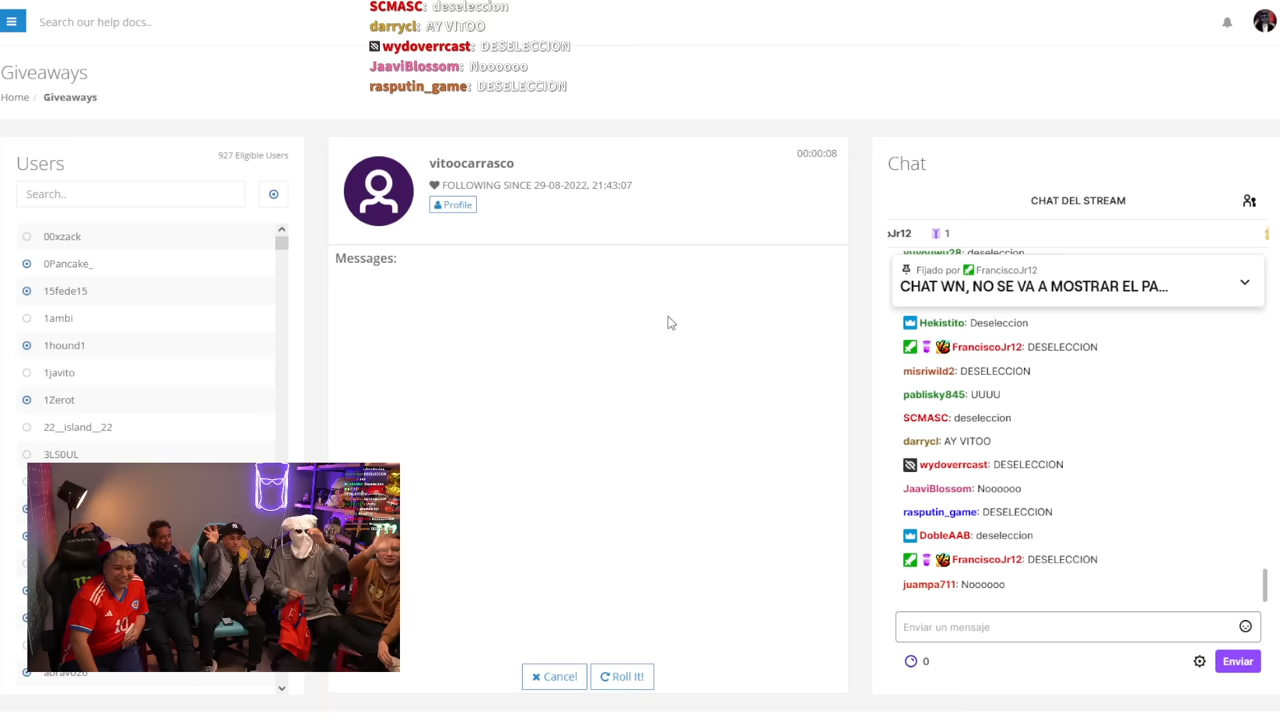 Search our help docs..
SCMASC: deseleccion
darrycl: AY VITOO
wydoverrcast: DESELECCION
JaaviBlossom: Noooooo
rasputin_game: DESELECCION
Giveaways
Home / Giveaways
Users
927 Eligible Users
Search..
00xzack
0Pancake_
15fede15
1ambi
1hound1
1javito
1Zerot
22__island__22
3LS0UL
vitoocarrasco
00:00:08
FOLLOWING SINCE 29-08-2022, 21:43:07
Profile
Messages:
Cancel
Roll It!
Chat
CHAT DEL STREAM
oJr12 1
Fijado por FranciscoJr12
CHAT WN, NO SE VA A MOSTRAR EL PA...
Hekistito: Deseleccion
FranciscoJr12: DESELECCION
misriwild2: DESELECCION
pablisky845: UUUU
SCMASC: deseleccion
darrycl: AY VITOO
wydoverrcast: DESELECCION
JaaviBlossom: Noooooo
rasputin_game: DESELECCION
DobleAAB: deseleccion
FranciscoJr12: DESELECCION
juampa711: Noooooo
Enviar un mensaje
0
Enviar